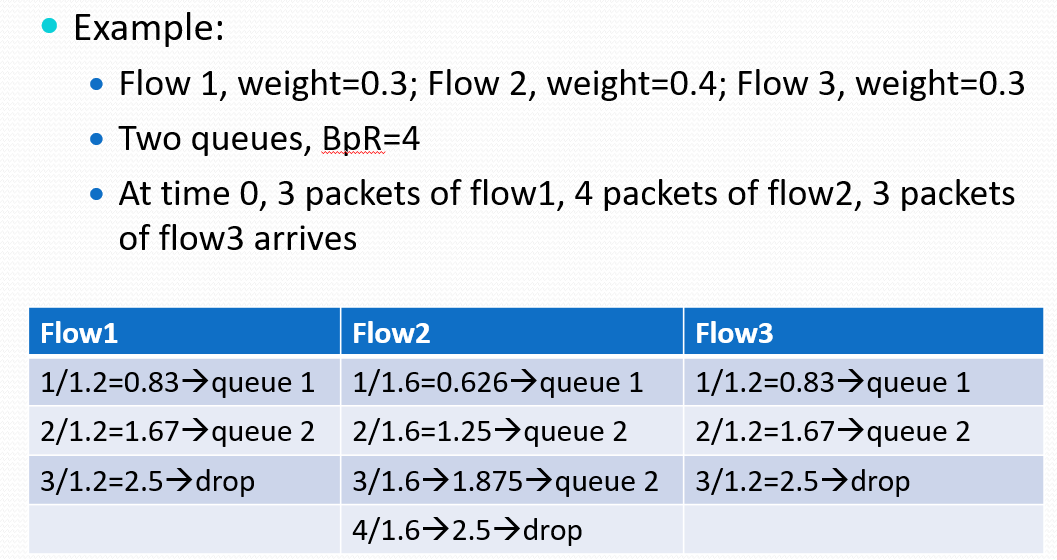 Example:
Flow 1, weight=0.3; Flow 2, weight=0.4; Flow 3, weight=0.3
Two queues, BpR=4
At time 0, 3 packets of flow1, 4 packets of flow2, 3 packets
of flow3 arrives
Flow1 Flow2 Flow3
1/1.2=0.83→queue 1 1/1.6=0.626→queue 1 1/1.2=0.83→queue 1
2/1.2=1.67→queue 2 2/1.6=1.25→queue 2 2/1.2=1.67→queue 2
3/1.2=2.5→drop 3/1.6→1.875→queue 2 3/1.2=2.5→drop
4/1.6→2.5→drop